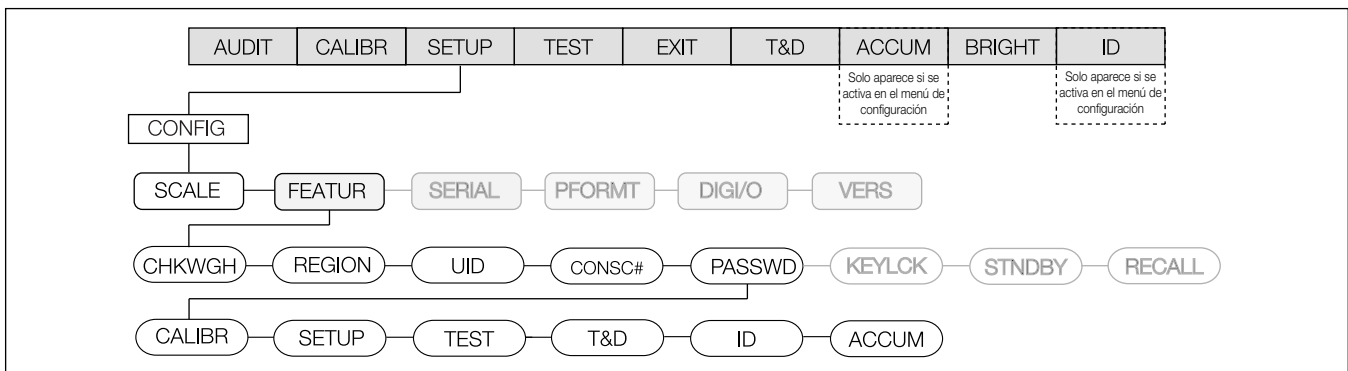 AUDIT CALIBR SETUP TEST EXIT T&D ACCUM BRIGHT ID
Solo aparece si se
activa en el menú de
configuración
Solo aparece si se
activa en el menú de
configuración
CONFIG
SCALE FEATUR SERIAL PFORMT DIGI/O VERS
CHKWGH REGION UID CONSC# PASSWD KEYLCK STNDBY RECALL
CALIBR SETUP TEST T&D ID ACCUM